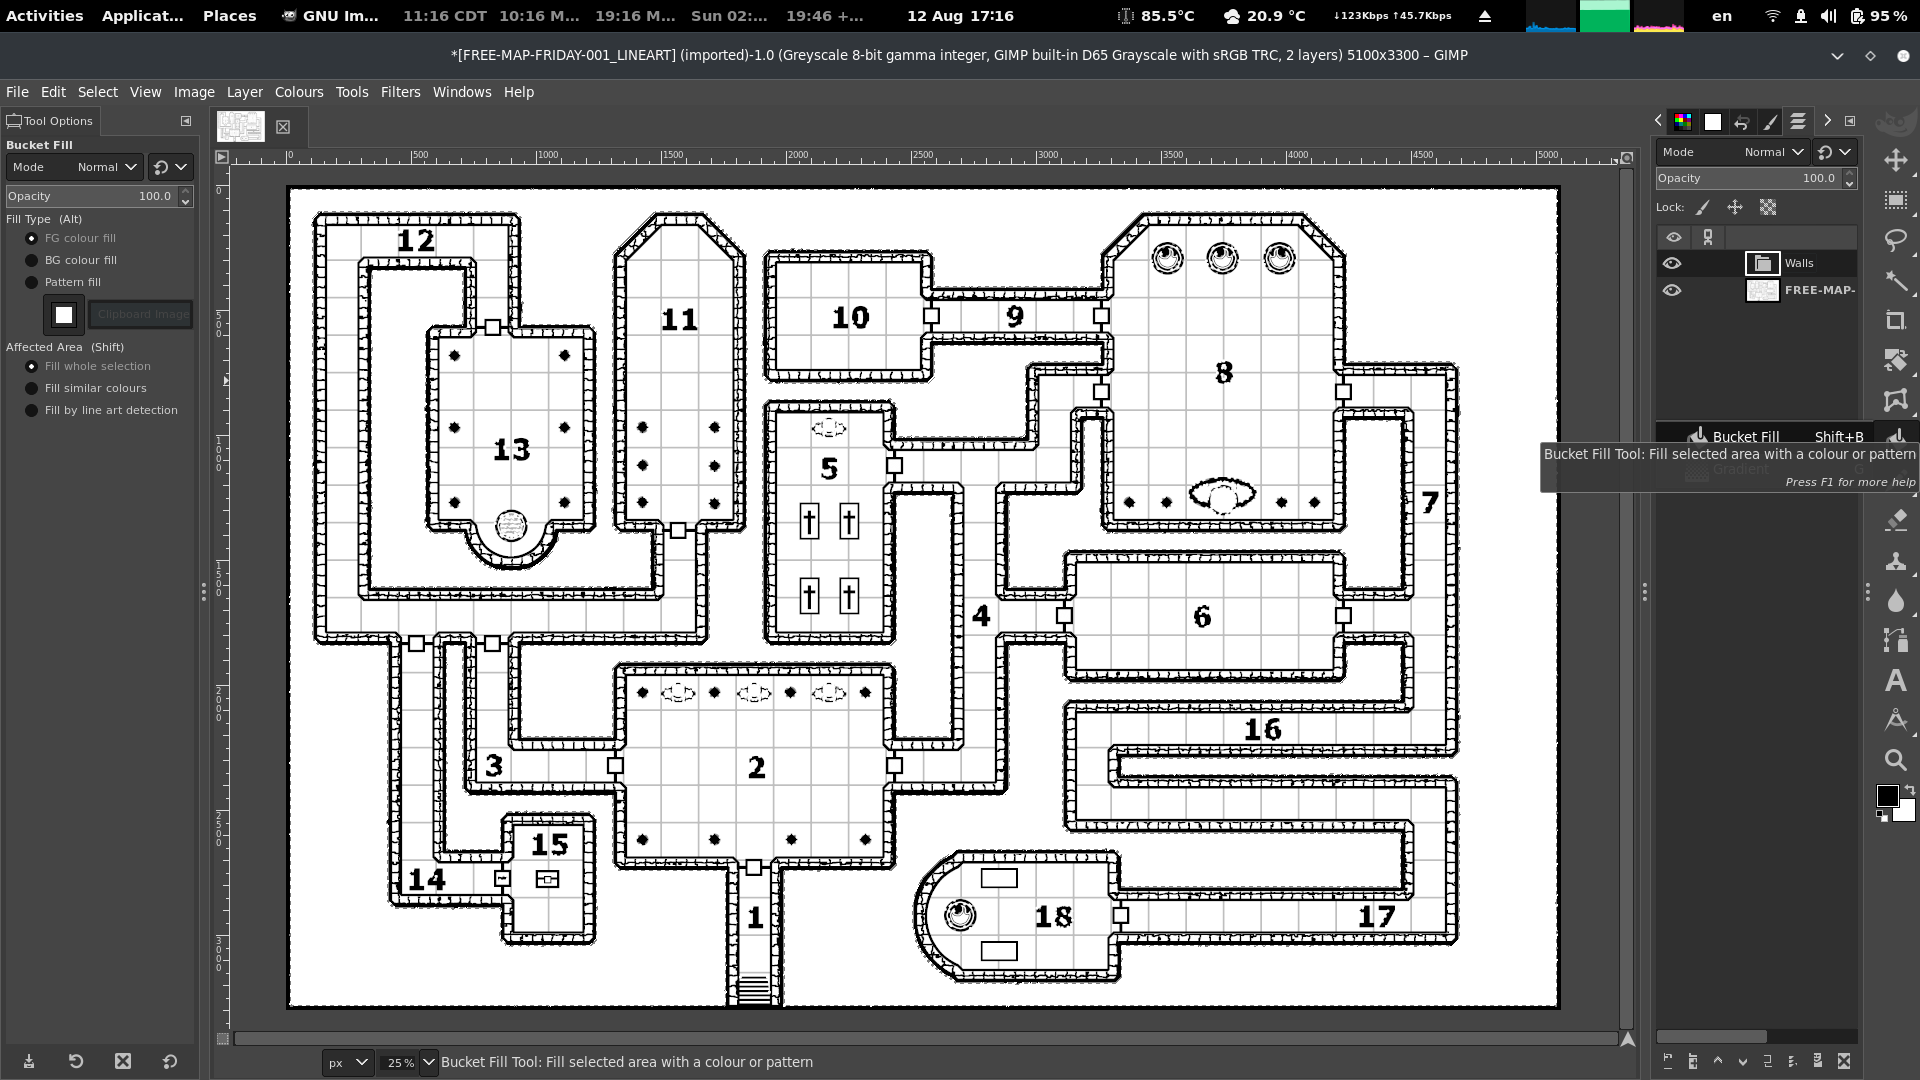 Activities Applicat... Places GNU Im... 11:16 CDT 10:16 M... 19:16 M... Sun 02:... 19:46 +... 12 Aug 17:16 85.5°C 20.9 °C ↓123Kbps ↑45.7Kbps en 95 %
*[FREE-MAP-FRIDAY-001_LINEART] (imported)-1.0 (Greyscale 8-bit gamma integer, GIMP built-in D65 Grayscale with sRGB TRC, 2 layers) 5100x3300 – GIMP
File Edit Select View Image Layer Colours Tools Filters Windows Help
Tool Options
Bucket Fill
Mode Normal
Opacity 100.0
Fill Type (Alt)
FG colour fill
BG colour fill
Pattern fill
Clipboard Image
Affected Area (Shift)
Fill whole selection
Fill similar colours
Fill by line art detection
0 500 1000 1500 2000 2500 3000 3500 4000 4500 5000
0
500
1000
1500
2000
2500
3000
12
11
10
9
8
13
5
7
4
6
16
3
2
15
14
1
18
17
Mode Normal
Opacity 100.0
Lock:
Walls
FREE-MAP-
Bucket Fill Shift+B
Gradient G
Bucket Fill Tool: Fill selected area with a colour or pattern
Press F1 for more help
px 25 % Bucket Fill Tool: Fill selected area with a colour or pattern